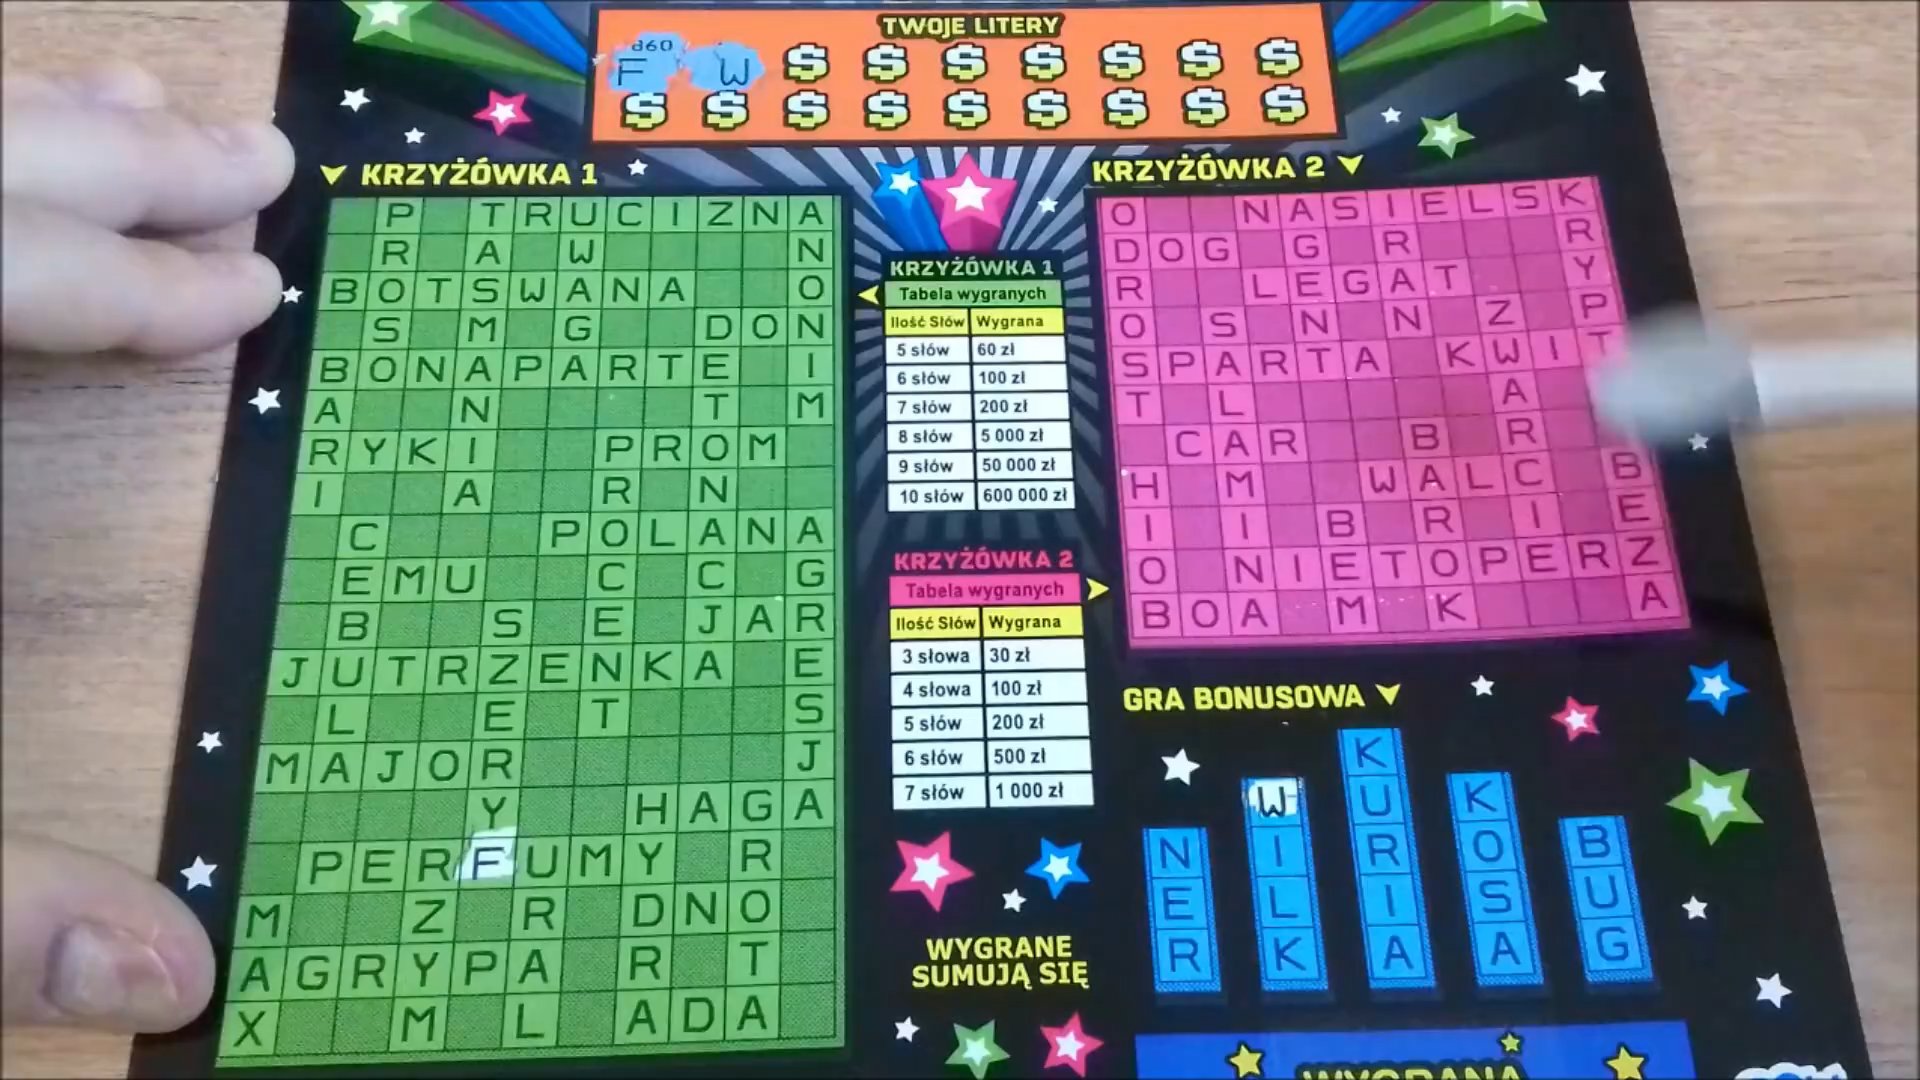 TWOJE LITERY
d60
F W $ $ $ $ $ $ $
$ $ $ $ $ $ $ $ $
KRZYŻÓWKA 1
P TRUCIZNA
R A W N
BOTSWANA O
S M G DON
BONAPARTE I
A N T M
RYKI PROM
I A R N
C POLANA
EMU C C G
B S E JAR
JUTRZENKA E
L E T S
MAJOR J
Y HAGA
PERFUMY R
M Z R DNO
AGRYPA R T
X M L ADA
KRZYŻÓWKA 1
Tabela wygranych
Ilość Słów Wygrana
5 słów 60 zł
6 słów 100 zł
7 słów 200 zł
8 słów 5 000 zł
9 słów 50 000 zł
10 słów 600 000 zł
KRZYŻÓWKA 2
Tabela wygranych
Ilość Słów Wygrana
3 słowa 30 zł
4 słowa 100 zł
5 słów 200 zł
6 słów 500 zł
7 słów 1 000 zł
WYGRANE
SUMUJĄ SIĘ
KRZYŻÓWKA 2
O NASIELSK
DOG G R R
R LEGAT Y
O S N N Z P
SPARTA KWIT
T L A
CAR B R
H M WALC B
I I B R I E
O NIETOPERZ
BOA M K A
GRA BONUSOWA
NER
WILK
KURIA
KOSA
BUG
WYGRANA